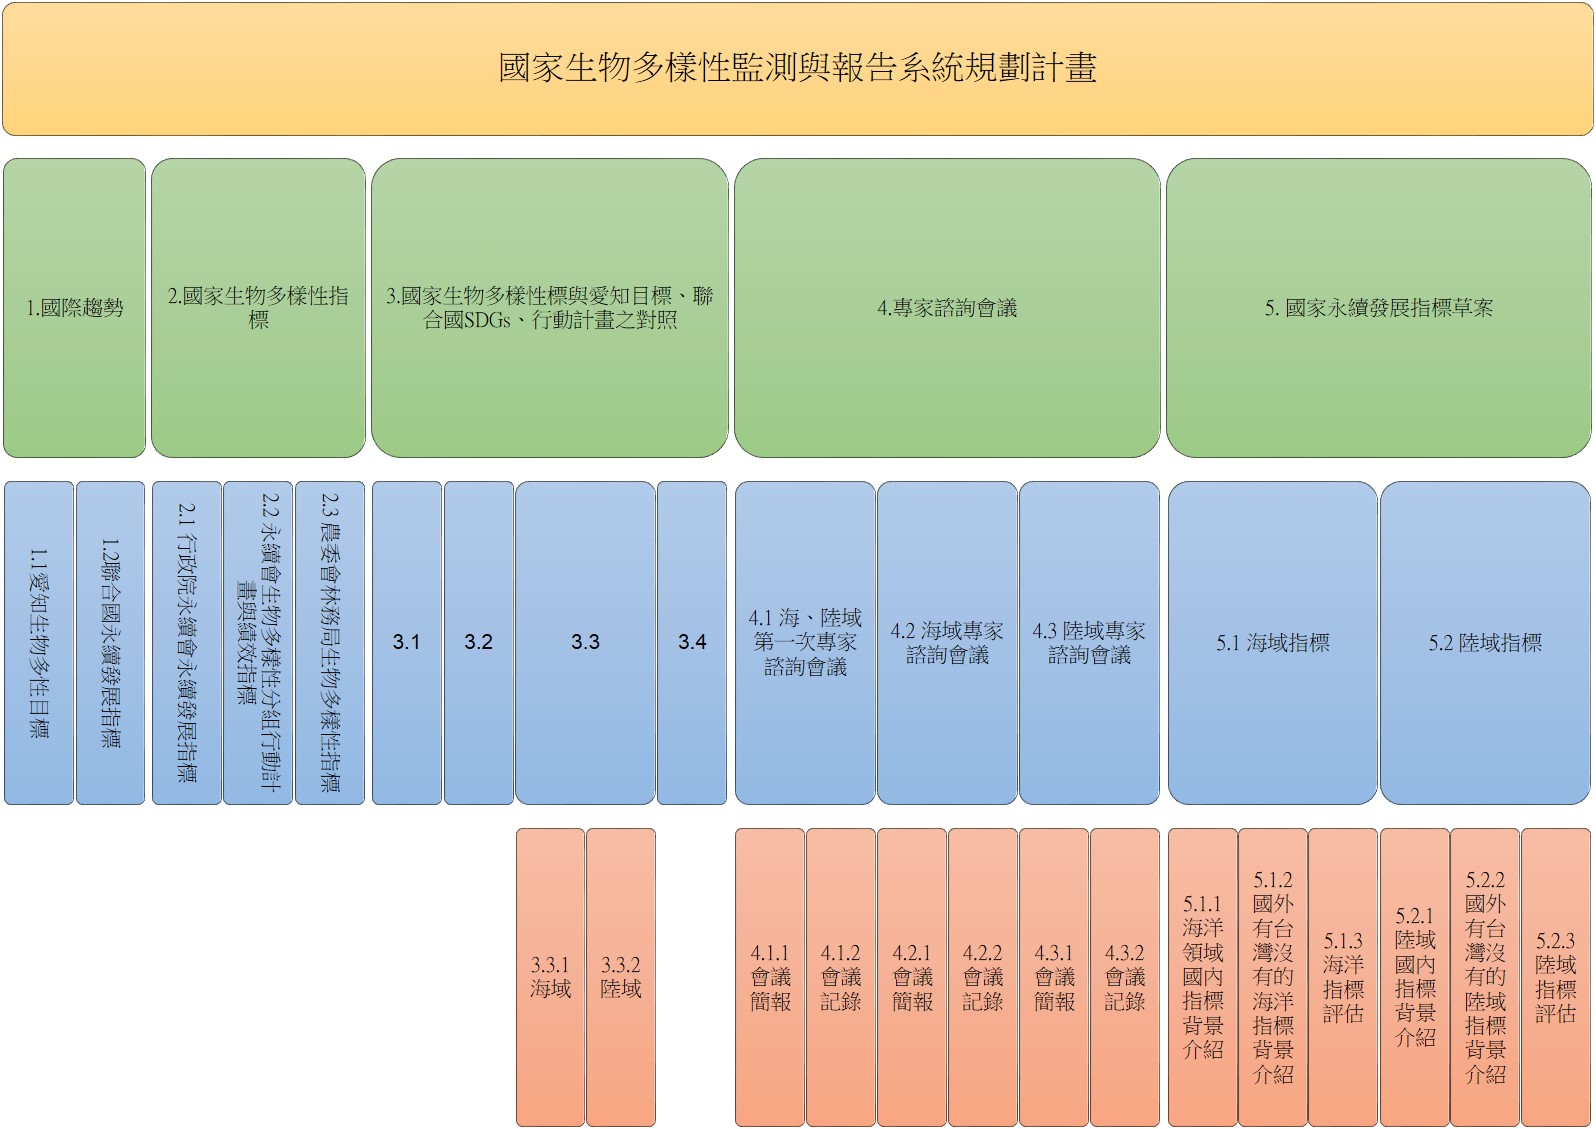 國家生物多樣性監測與報告系統規劃計畫
1.國際趨勢
2.國家生物多樣性指
標
3.國家生物多樣性標與愛知目標、聯
合國SDGs、行動計畫之對照
4.專家諮詢會議
5. 國家永續發展指標草案
1.1愛知生物多性目標
1.2聯合國永續發展指標
2.1 行政院永續會永續發展指標
2.2 永續會生物多樣性分組行動計
畫與績效指標
2.3 農委會林務局生物多樣性指標
3.1
3.2
3.3
3.4
4.1 海、陸域
第一次專家
諮詢會議
4.2 海域專家
諮詢會議
4.3 陸域專家
諮詢會議
5.1 海域指標
5.2 陸域指標
3.3.1
海域
3.3.2
陸域
4.1.1
會議
簡報
4.1.2
會議
記錄
4.2.1
會議
簡報
4.2.2
會議
記錄
4.3.1
會議
簡報
4.3.2
會議
記錄
5.1.1
海洋
領域
國內
指標
背景
介紹
5.1.2
國外
有台
灣沒
有的
海洋
指標
背景
介紹
5.1.3
海洋
指標
評估
5.2.1
陸域
國內
指標
背景
介紹
5.2.2
國外
有台
灣沒
有的
陸域
指標
背景
介紹
5.2.3
陸域
指標
評估